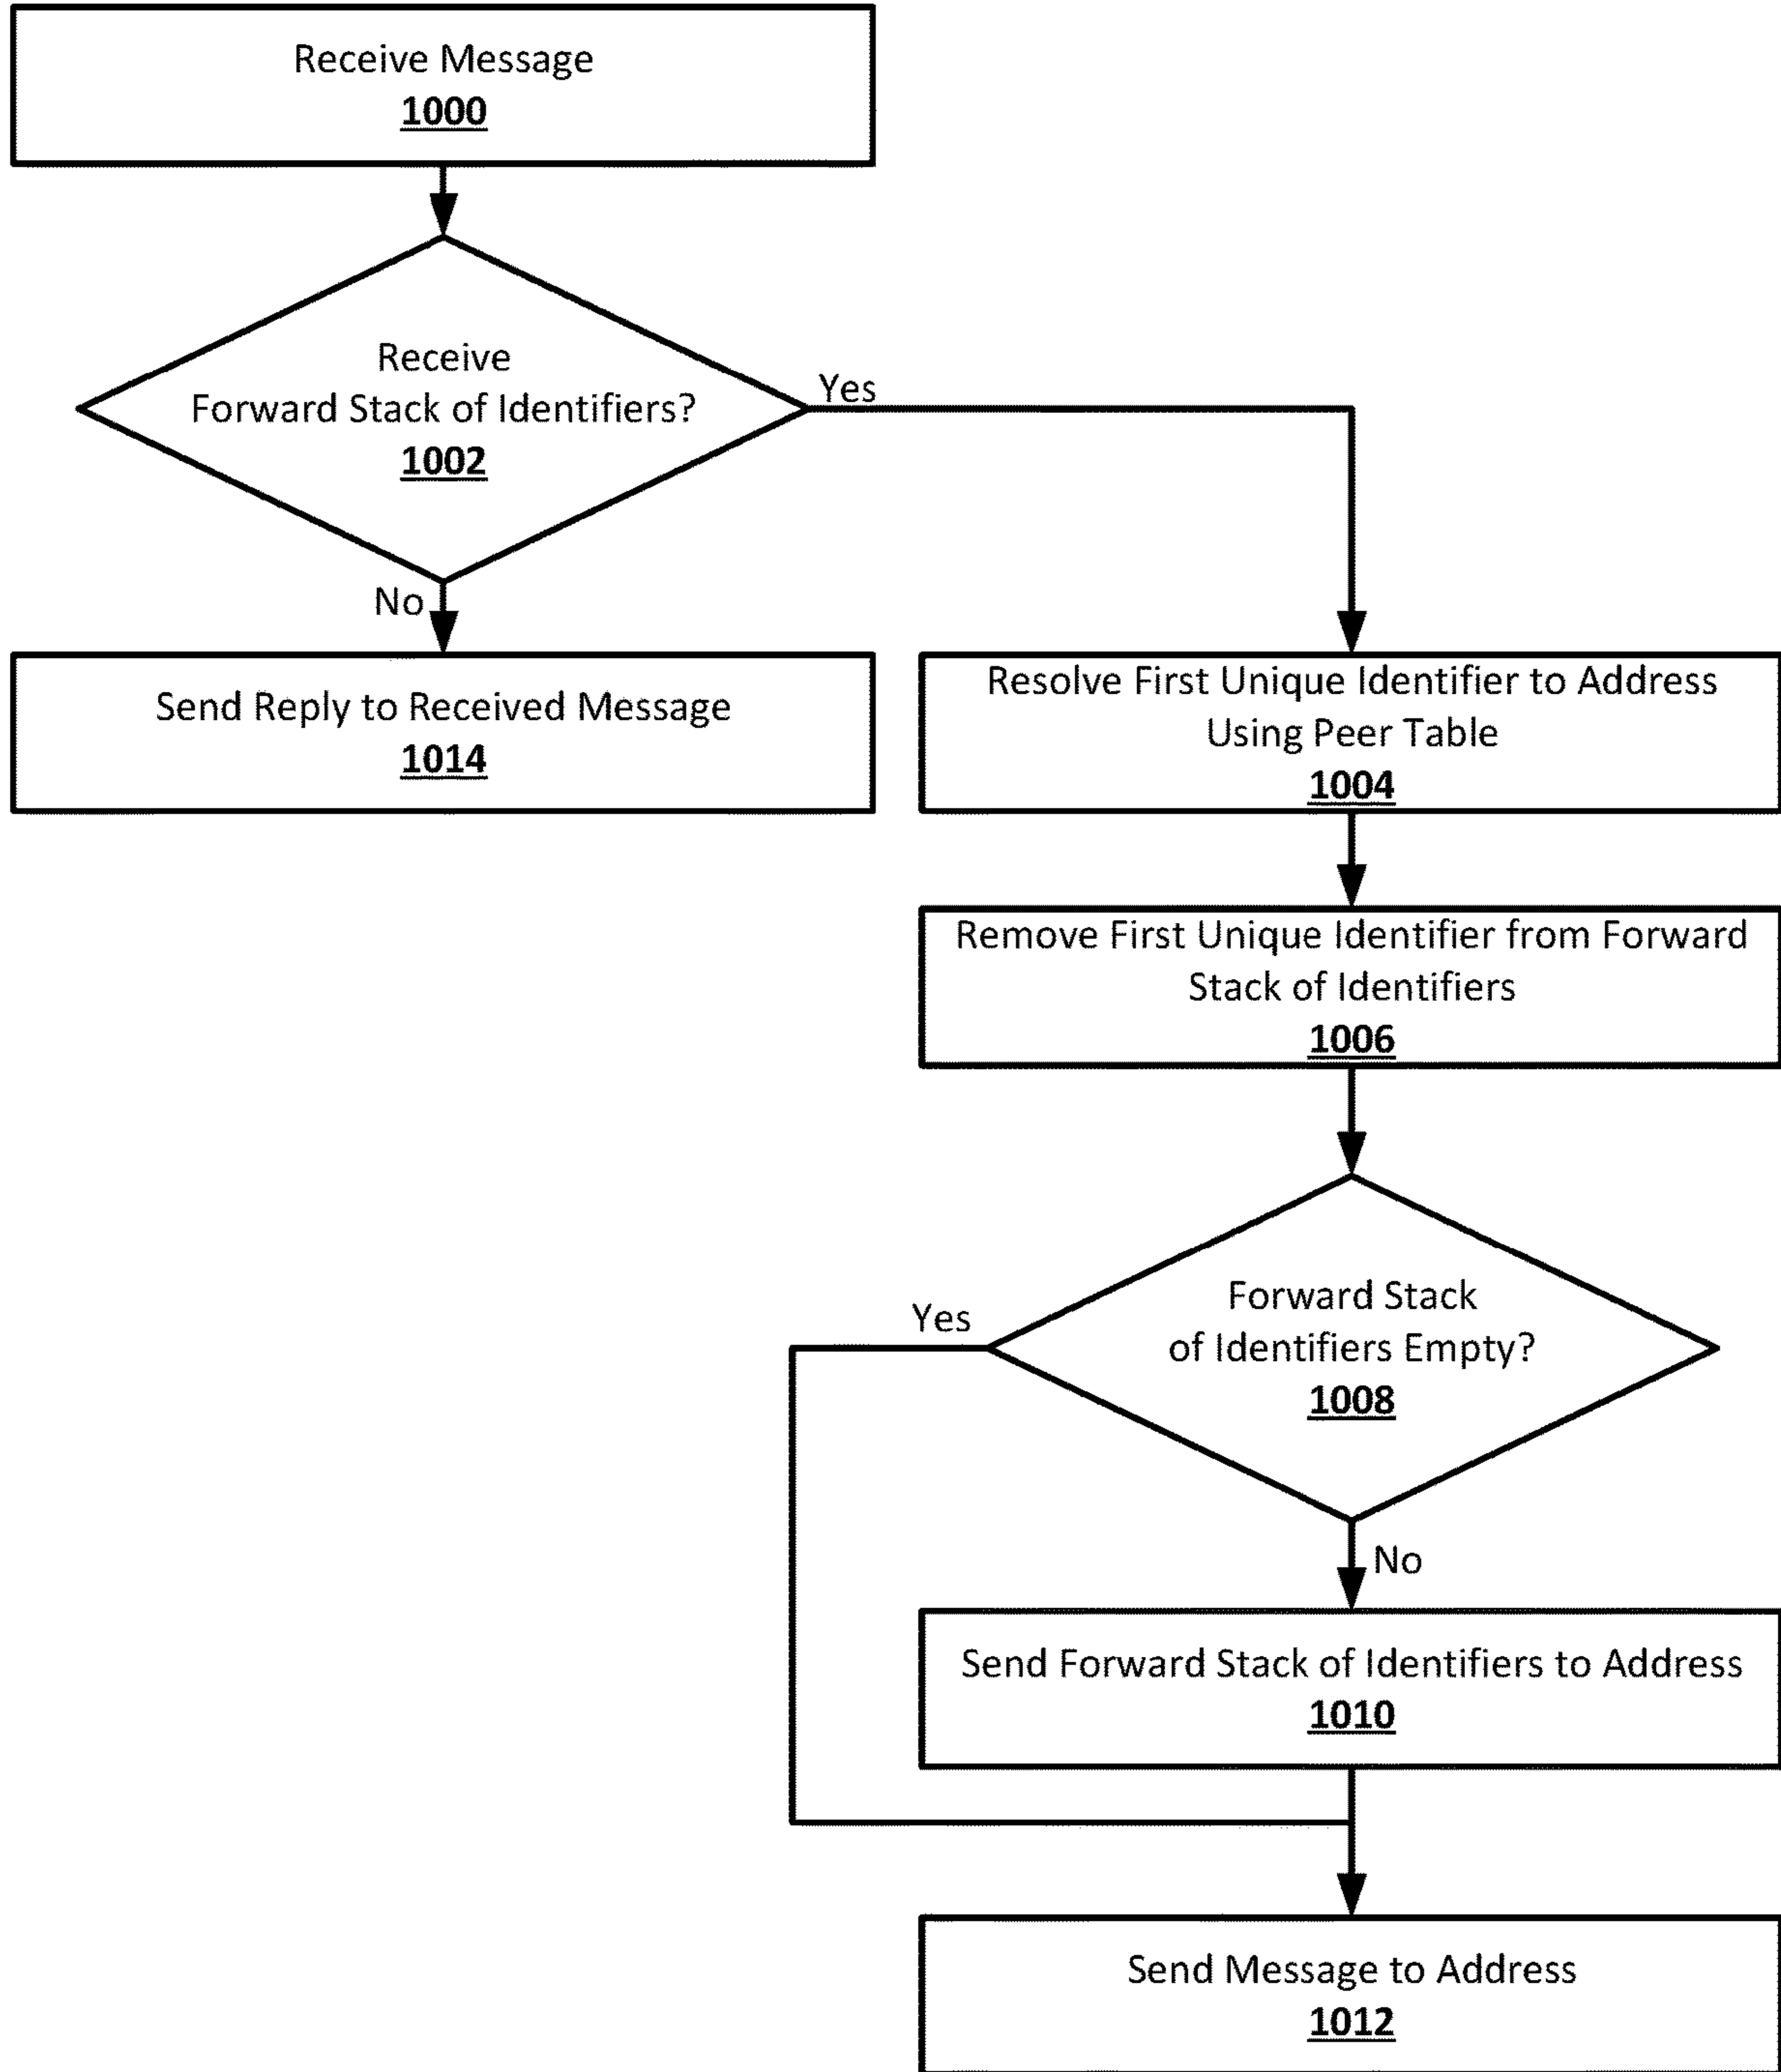 Receive Message
1000
Receive
Forward Stack of Identifiers?
1002
Yes
No
Send Reply to Received Message
1014
Resolve First Unique Identifier to Address
Using Peer Table
1004
Remove First Unique Identifier from Forward
Stack of Identifiers
1006
Yes
Forward Stack
of Identifiers Empty?
1008
No
Send Forward Stack of Identifiers to Address
1010
Send Message to Address
1012